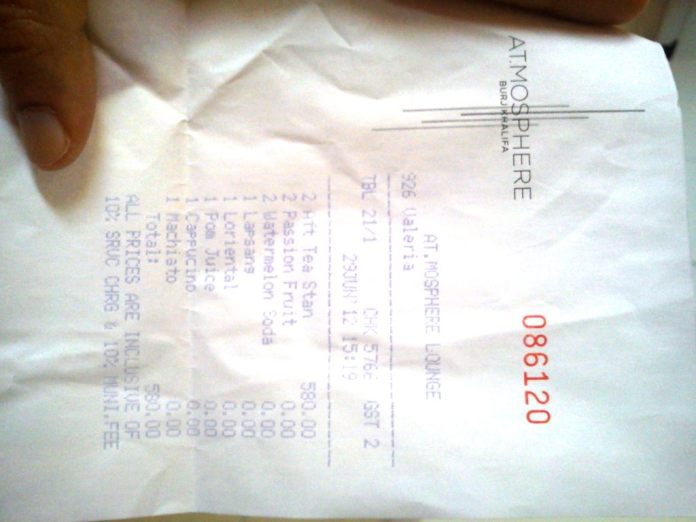 AT.MOSPHERE
BURJ KHALIFA
086120
AT.MOSPHERE LOUNGE
926 Valeria
TBL 21/1 CHK 5766 GST 2
29JUN'12 15:19
2 Aft Tea Stan 580.00
2 Passion Fruit 0.00
2 Watermelon Soda 0.00
1 Lapsang 0.00
1 Loriental 0.00
1 Pom Juice 0.00
1 Cappucino 0.00
1 Machiato 0.00
Total: 580.00
ALL PRICES ARE INCLUSIVE OF
10% SRVC CHRG & 10% MUNI.FEE